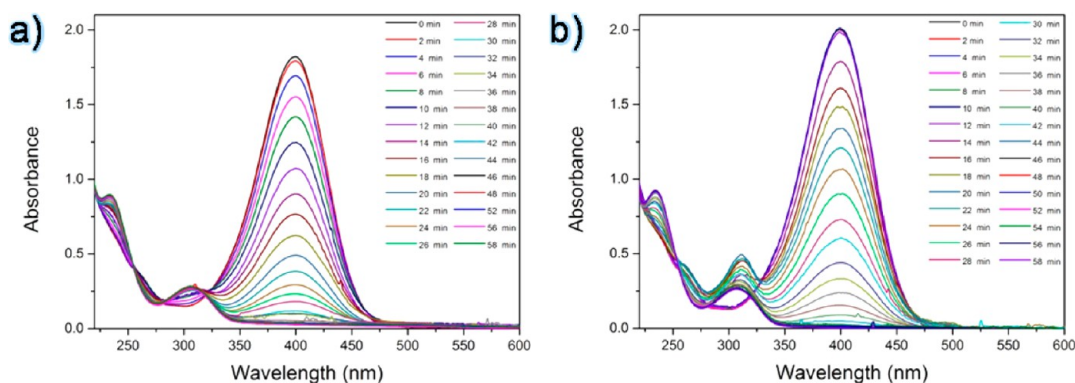 a)
2.0
1.5
1.0
0.5
0.0
Absorbance
250 300 350 400 450 500 550 600
Wavelength (nm)
0 min 28 min
2 min 30 min
4 min 32 min
6 min 34 min
8 min 36 min
10 min 38 min
12 min 40 min
14 min 42 min
16 min 44 min
18 min 46 min
20 min 48 min
22 min 52 min
24 min 56 min
26 min 58 min
b)
2.0
1.5
1.0
0.5
0.0
Absorbance
250 300 350 400 450 500 550 600
Wavelength (nm)
0 min 30 min
2 min 32 min
4 min 34 min
6 min 36 min
8 min 38 min
10 min 40 min
12 min 42 min
14 min 44 min
16 min 46 min
18 min 48 min
20 min 50 min
22 min 52 min
24 min 54 min
26 min 56 min
28 min 58 min